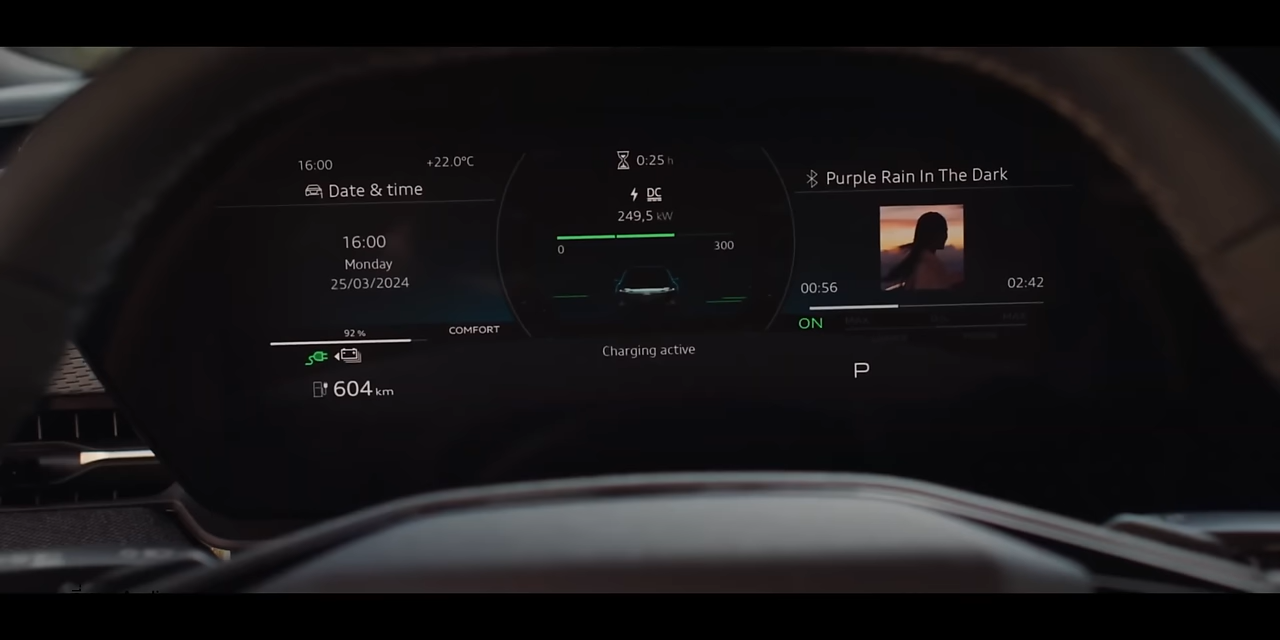 16:00 +22.0°C
Date & time
16:00
Monday
25/03/2024
92 %
COMFORT
604 km
0:25 h
DC
249,5 kW
0 300
Charging active
Purple Rain In The Dark
00:56 02:42
ON
P